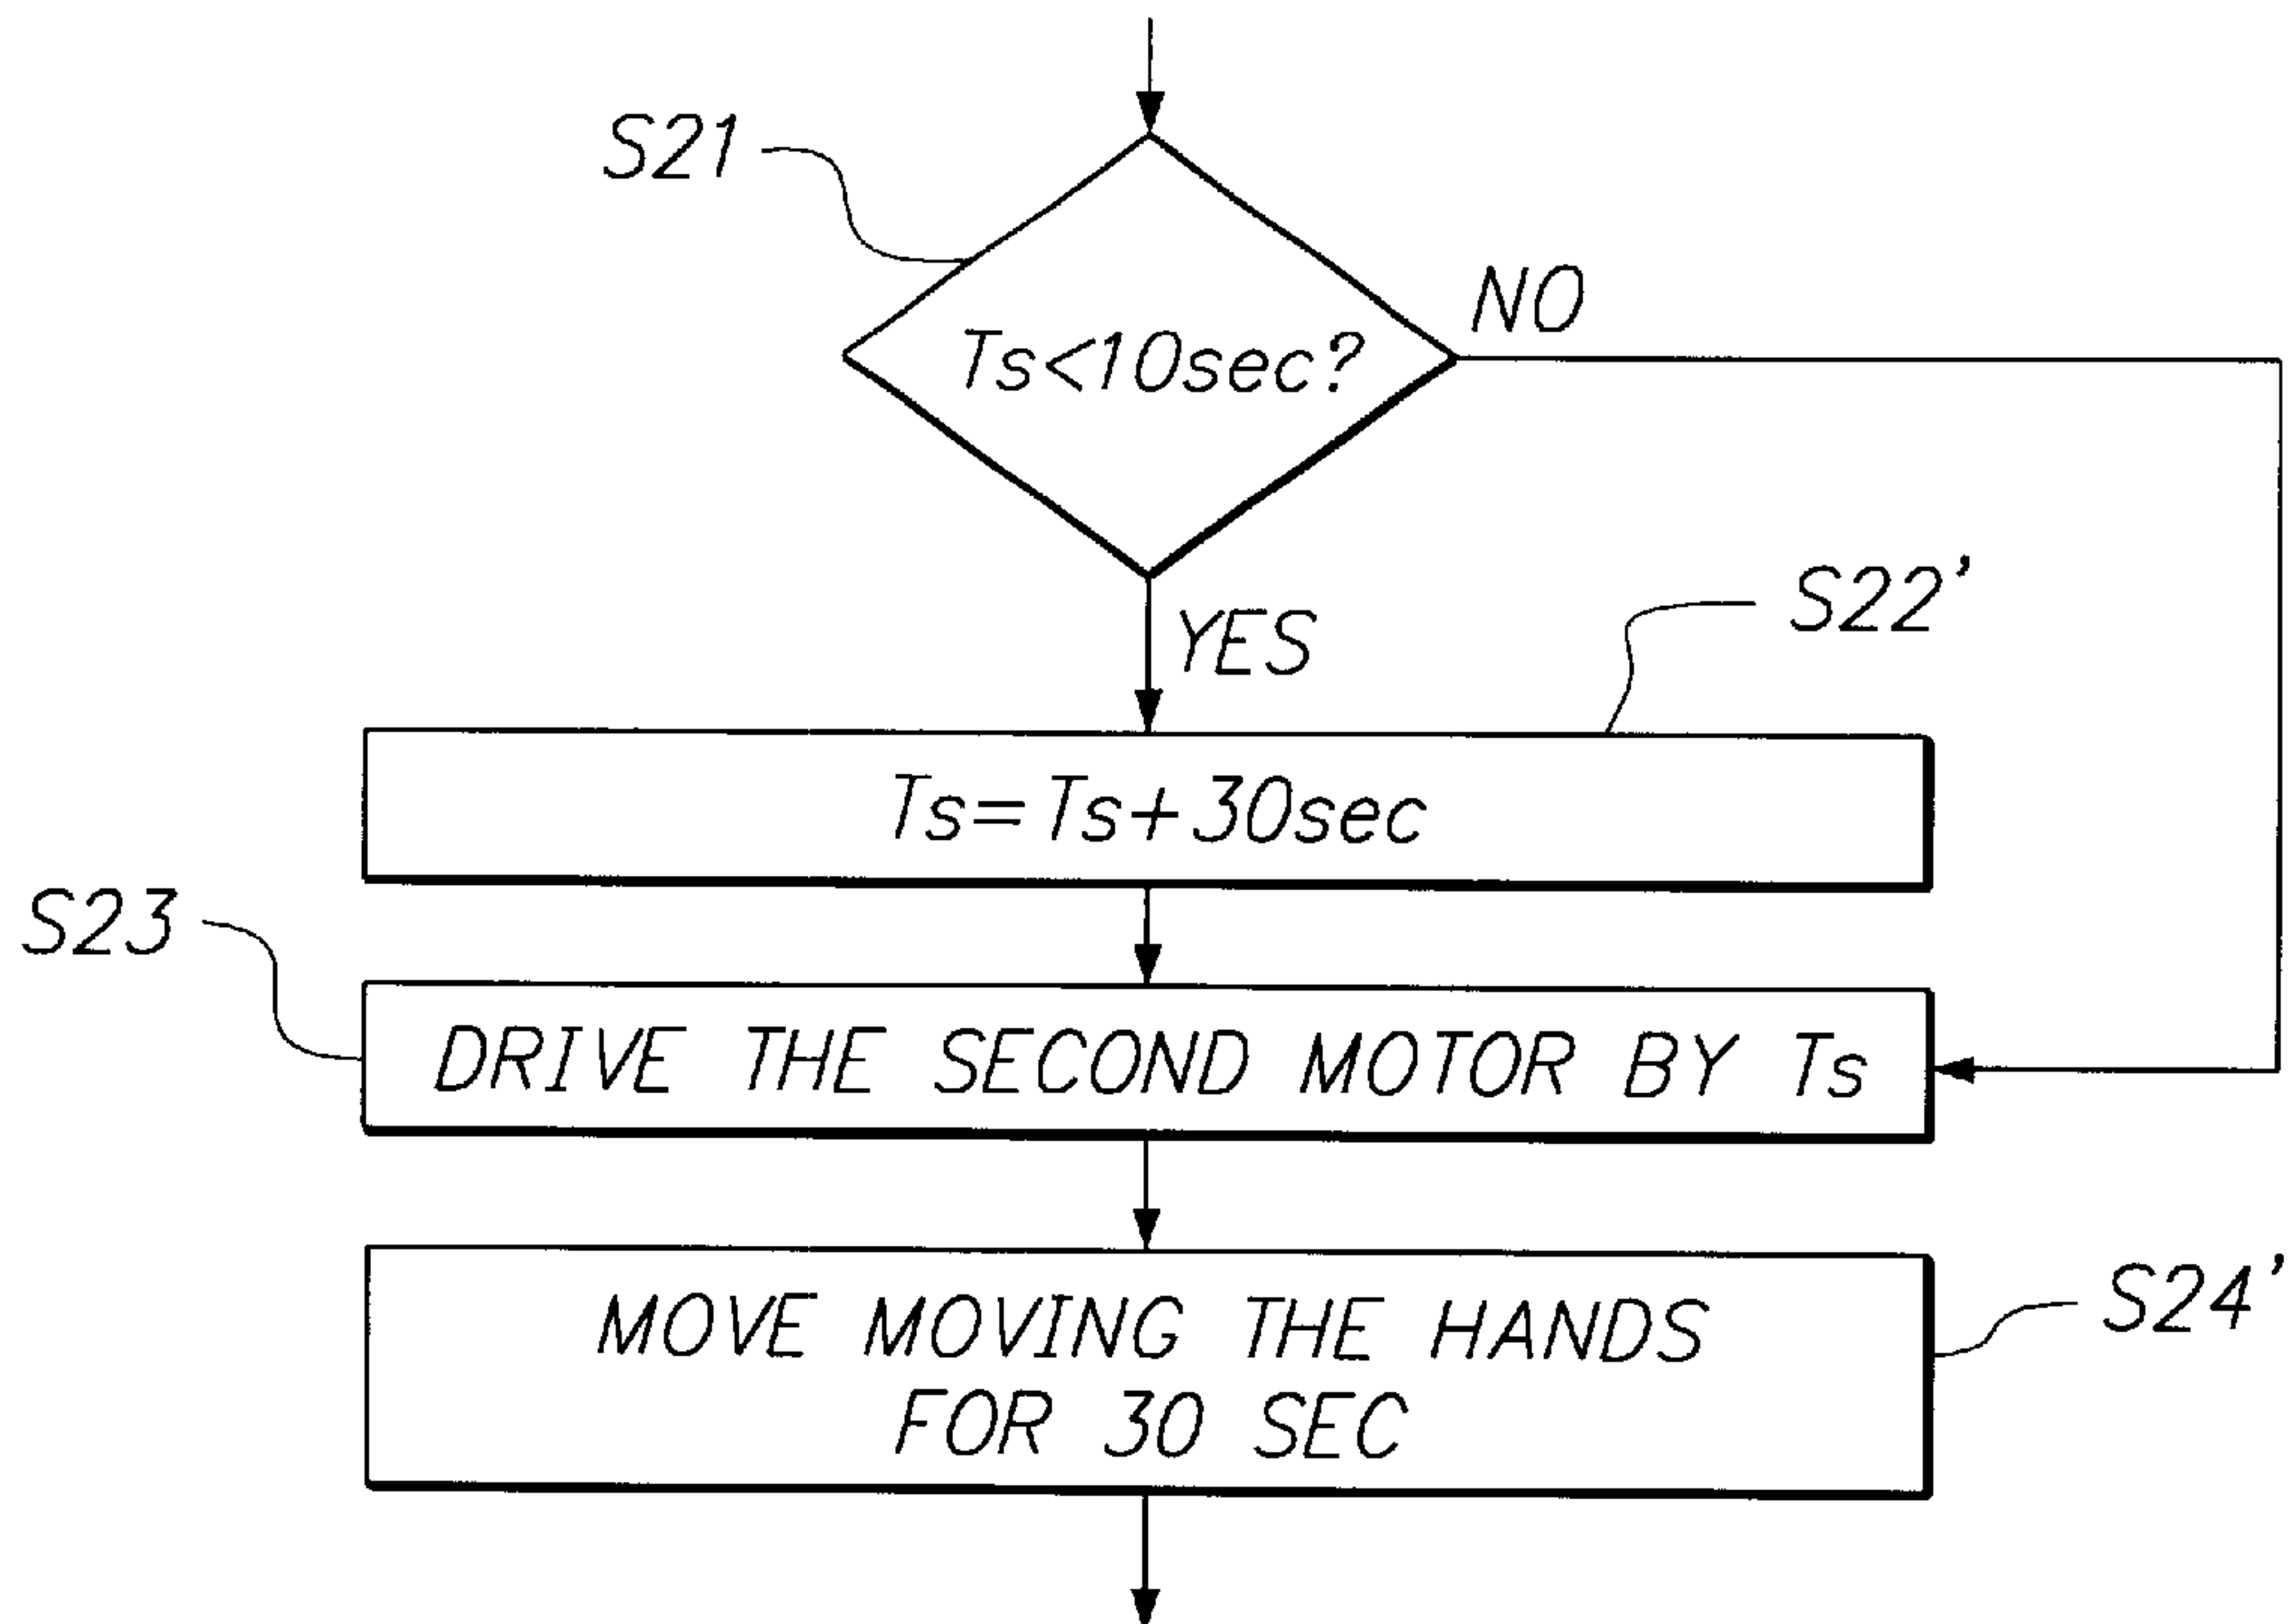 S21
Ts<10sec?
NO
YES
S22'
Ts=Ts+30sec
S23
DRIVE THE SECOND MOTOR BY Ts
MOVE MOVING THE HANDS
FOR 30 SEC
S24'